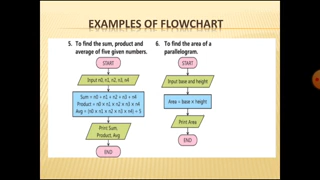 EXAMPLES OF FLOWCHART
5. To find the sum, product and
average of five given numbers.
START
Input n0, n1, n2, n3, n4
Sum = n0 + n1 + n2 + n3 + n4
Product = n0 x n1 x n2 x n3 x n4
Avg = (n0 x n1 x n2 x n3 x n4) ÷ 5
Print Sum,
Product, Avg
END
6. To find the area of a
parallelogram.
START
Input base and height
Area = base x height
Print Area
END